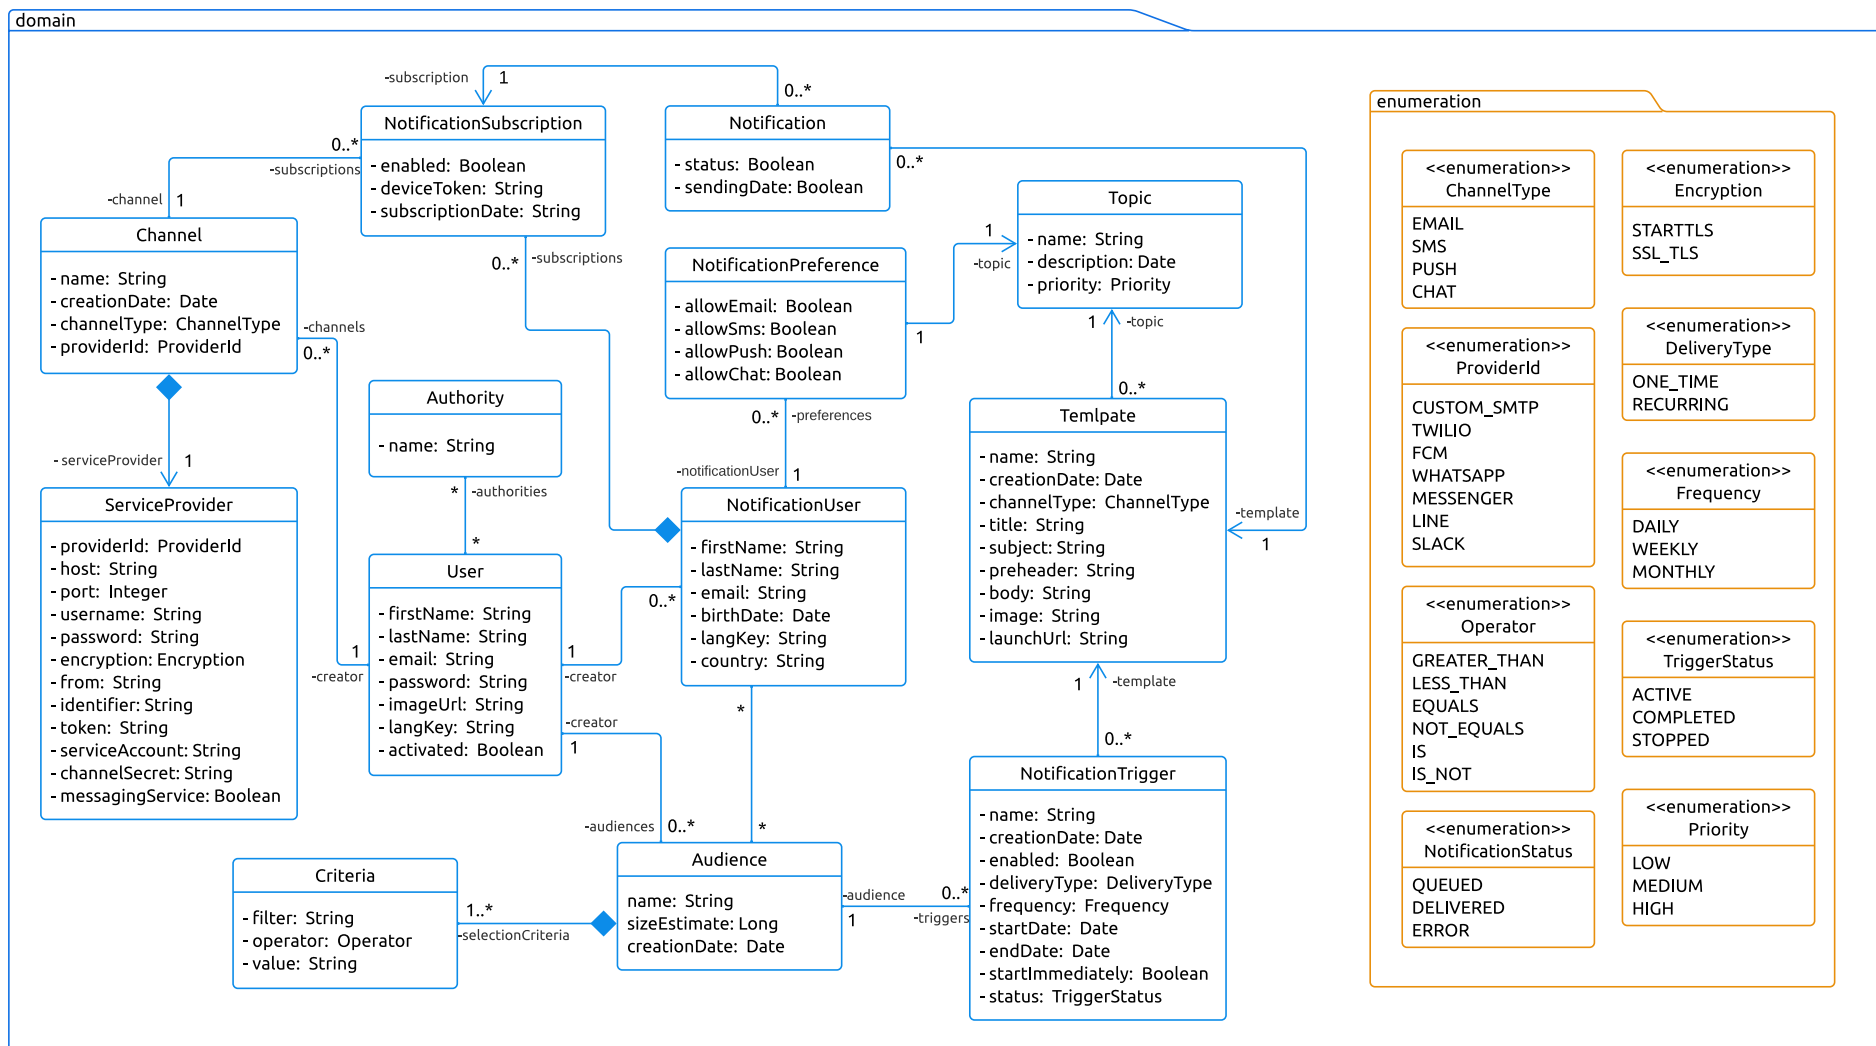 domain
-subscription
1
0..*
NotificationSubscription
- enabled: Boolean
- deviceToken: String
- subscriptionDate: String
0..*
-subscriptions
-channel
1
0..*
-subscriptions
Notification
- status: Boolean
- sendingDate: Boolean
0..*
Topic
- name: String
- description: Date
- priority: Priority
1
-topic
Channel
- name: String
- creationDate: Date
- channelType: ChannelType
- providerId: ProviderId
-channels
0..*
NotificationPreference
- allowEmail: Boolean
- allowSms: Boolean
- allowPush: Boolean
- allowChat: Boolean
1
1
-topic
0..*
0..*
-preferences
-notificationUser
1
Authority
- name: String
*
-authorities
*
- serviceProvider
1
ServiceProvider
- providerId: ProviderId
- host: String
- port: Integer
- username: String
- password: String
- encryption: Encryption
- from: String
- identifier: String
- token: String
- serviceAccount: String
- channelSecret: String
- messagingService: Boolean
User
- firstName: String
- lastName: String
- email: String
- password: String
- imageUrl: String
- langKey: String
- activated: Boolean
1
-creator
0..*
1
-creator
-creator
1
NotificationUser
- firstName: String
- lastName: String
- email: String
- birthDate: Date
- langKey: String
- country: String
*
*
Temlpate
- name: String
- creationDate: Date
- channelType: ChannelType
- title: String
- subject: String
- preheader: String
- body: String
- image: String
- launchUrl: String
-template
1
1
-template
0..*
-audiences
0..*
Criteria
- filter: String
- operator: Operator
- value: String
1..*
-selectionCriteria
Audience
name: String
sizeEstimate: Long
creationDate: Date
-audience
1
0..*
-triggers
NotificationTrigger
- name: String
- creationDate: Date
- enabled: Boolean
- deliveryType: DeliveryType
- frequency: Frequency
- startDate: Date
- endDate: Date
- startImmediately: Boolean
- status: TriggerStatus
enumeration
<<enumeration>>
ChannelType
EMAIL
SMS
PUSH
CHAT
<<enumeration>>
ProviderId
CUSTOM_SMTP
TWILIO
FCM
WHATSAPP
MESSENGER
LINE
SLACK
<<enumeration>>
Operator
GREATER_THAN
LESS_THAN
EQUALS
NOT_EQUALS
IS
IS_NOT
<<enumeration>>
NotificationStatus
QUEUED
DELIVERED
ERROR
<<enumeration>>
Encryption
STARTTLS
SSL_TLS
<<enumeration>>
DeliveryType
ONE_TIME
RECURRING
<<enumeration>>
Frequency
DAILY
WEEKLY
MONTHLY
<<enumeration>>
TriggerStatus
ACTIVE
COMPLETED
STOPPED
<<enumeration>>
Priority
LOW
MEDIUM
HIGH